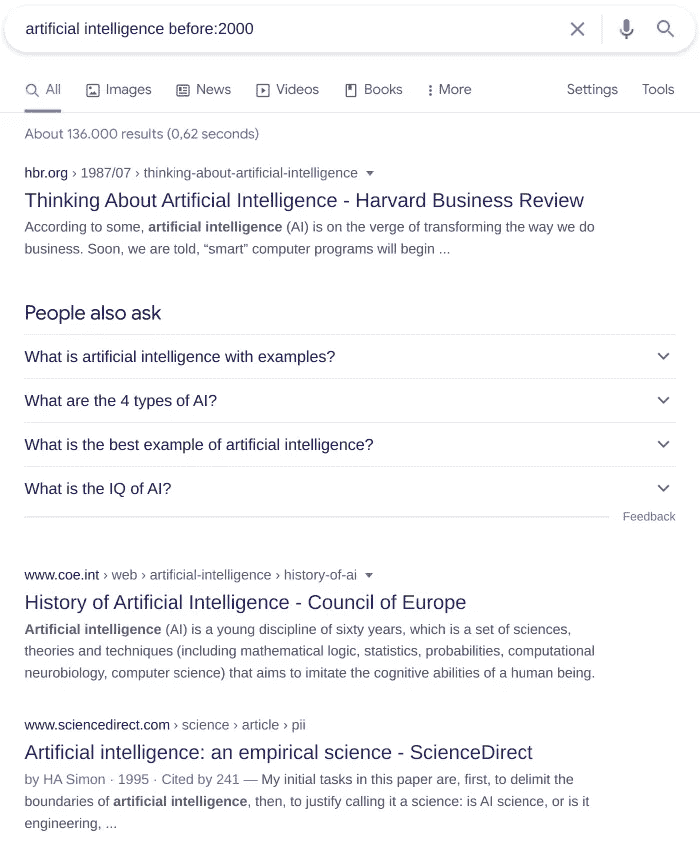 artificial intelligence before:2000
All Images News Videos Books More Settings Tools
About 136.000 results (0,62 seconds)
hbr.org › 1987/07 › thinking-about-artificial-intelligence
Thinking About Artificial Intelligence - Harvard Business Review
According to some, artificial intelligence (AI) is on the verge of transforming the way we do
business. Soon, we are told, “smart” computer programs will begin ...
People also ask
What is artificial intelligence with examples?
What are the 4 types of AI?
What is the best example of artificial intelligence?
What is the IQ of AI?
Feedback
www.coe.int › web › artificial-intelligence › history-of-ai
History of Artificial Intelligence - Council of Europe
Artificial intelligence (AI) is a young discipline of sixty years, which is a set of sciences,
theories and techniques (including mathematical logic, statistics, probabilities, computational
neurobiology, computer science) that aims to imitate the cognitive abilities of a human being.
www.sciencedirect.com › science › article › pii
Artificial intelligence: an empirical science - ScienceDirect
by HA Simon · 1995 · Cited by 241 — My initial tasks in this paper are, first, to delimit the
boundaries of artificial intelligence, then, to justify calling it a science: is AI science, or is it
engineering, ...